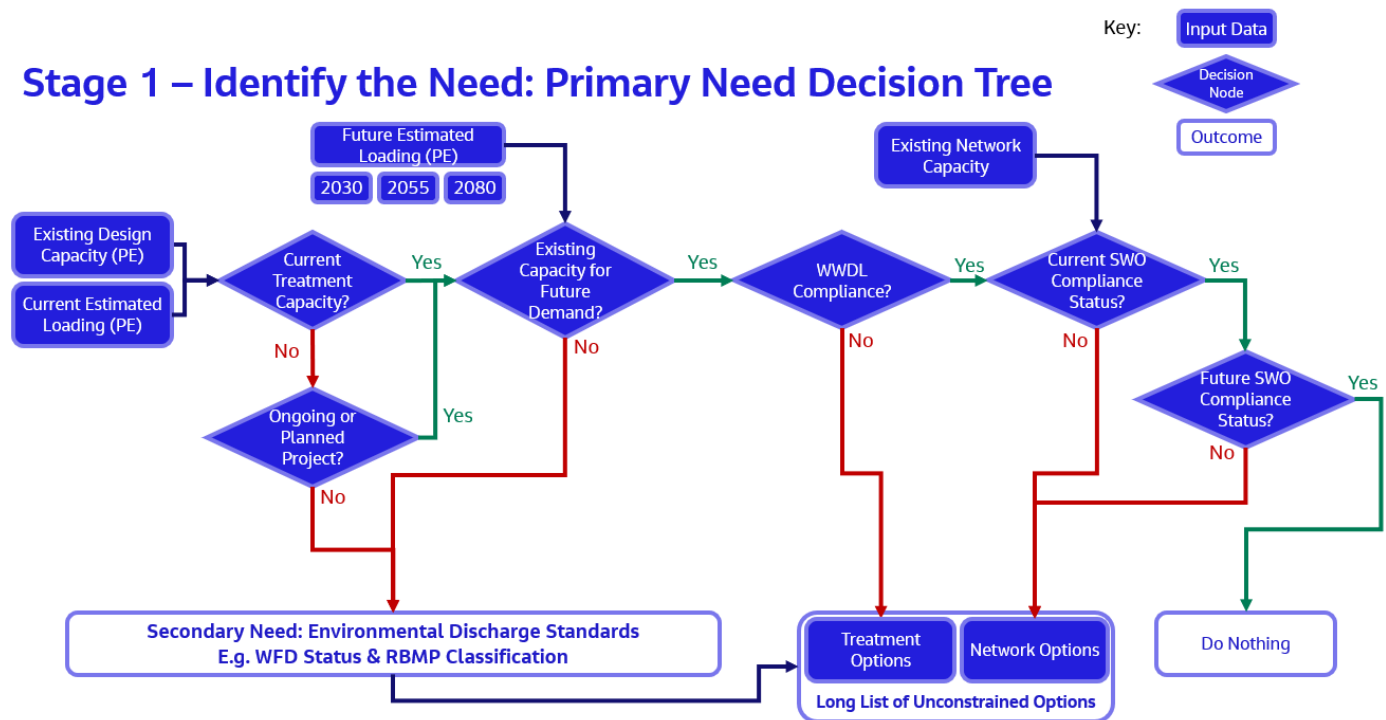 Key:
Input Data
Decision
Node
Outcome
Stage 1 – Identify the Need: Primary Need Decision Tree
Future Estimated
Loading (PE)
2030
2055
2080
Existing Network
Capacity
Existing Design
Capacity (PE)
Current Estimated
Loading (PE)
Current
Treatment
Capacity?
Yes
No
Existing
Capacity for
Future
Demand?
Yes
No
WWDL
Compliance?
Yes
No
Current SWO
Compliance
Status?
Yes
No
Ongoing or
Planned
Project?
Yes
No
Future SWO
Compliance
Status?
Yes
No
Secondary Need: Environmental Discharge Standards
E.g. WFD Status & RBMP Classification
Treatment
Options
Network Options
Long List of Unconstrained Options
Do Nothing